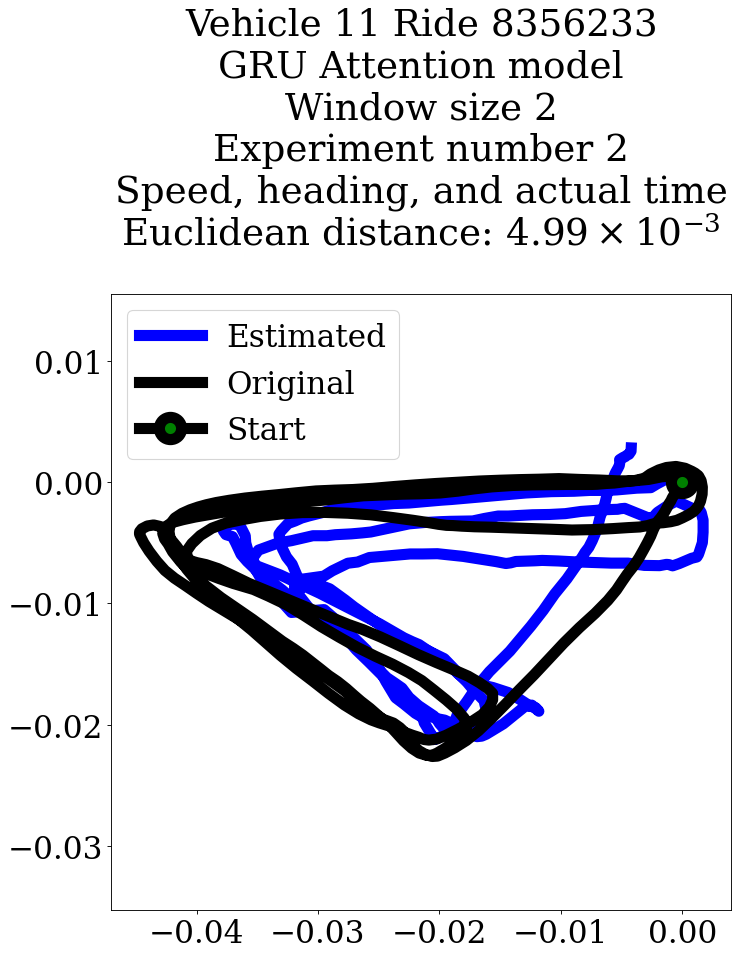 Vehicle 11 Ride 8356233
GRU Attention model
Window size 2
Experiment number 2
Speed, heading, and actual time
Euclidean distance: 4.99 × 10⁻³
Estimated
Original
Start
0.01
0.00
−0.01
−0.02
−0.03
−0.04
−0.03
−0.02
−0.01
0.00